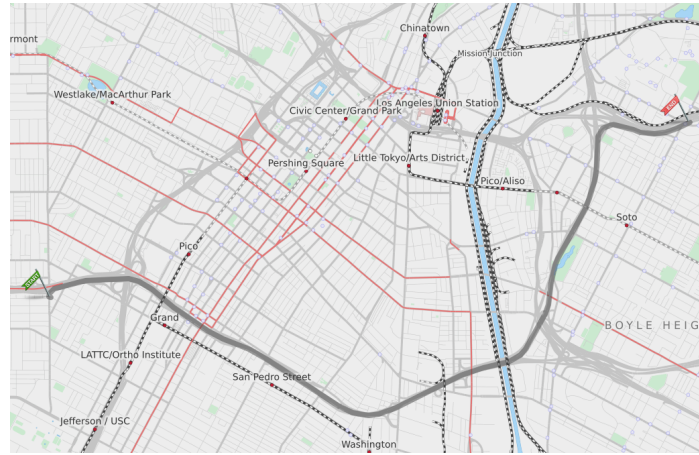 Chinatown
rmont
Mission Junction
Westlake/MacArthur Park
Los Angeles Union Station
Civic Center/Grand Park
Little Tokyo/Arts District
Pershing Square
Pico/Aliso
Soto
Pico
Grand
BOYLE HEIG
LATTC/Ortho Institute
San Pedro Street
Jefferson / USC
Washington